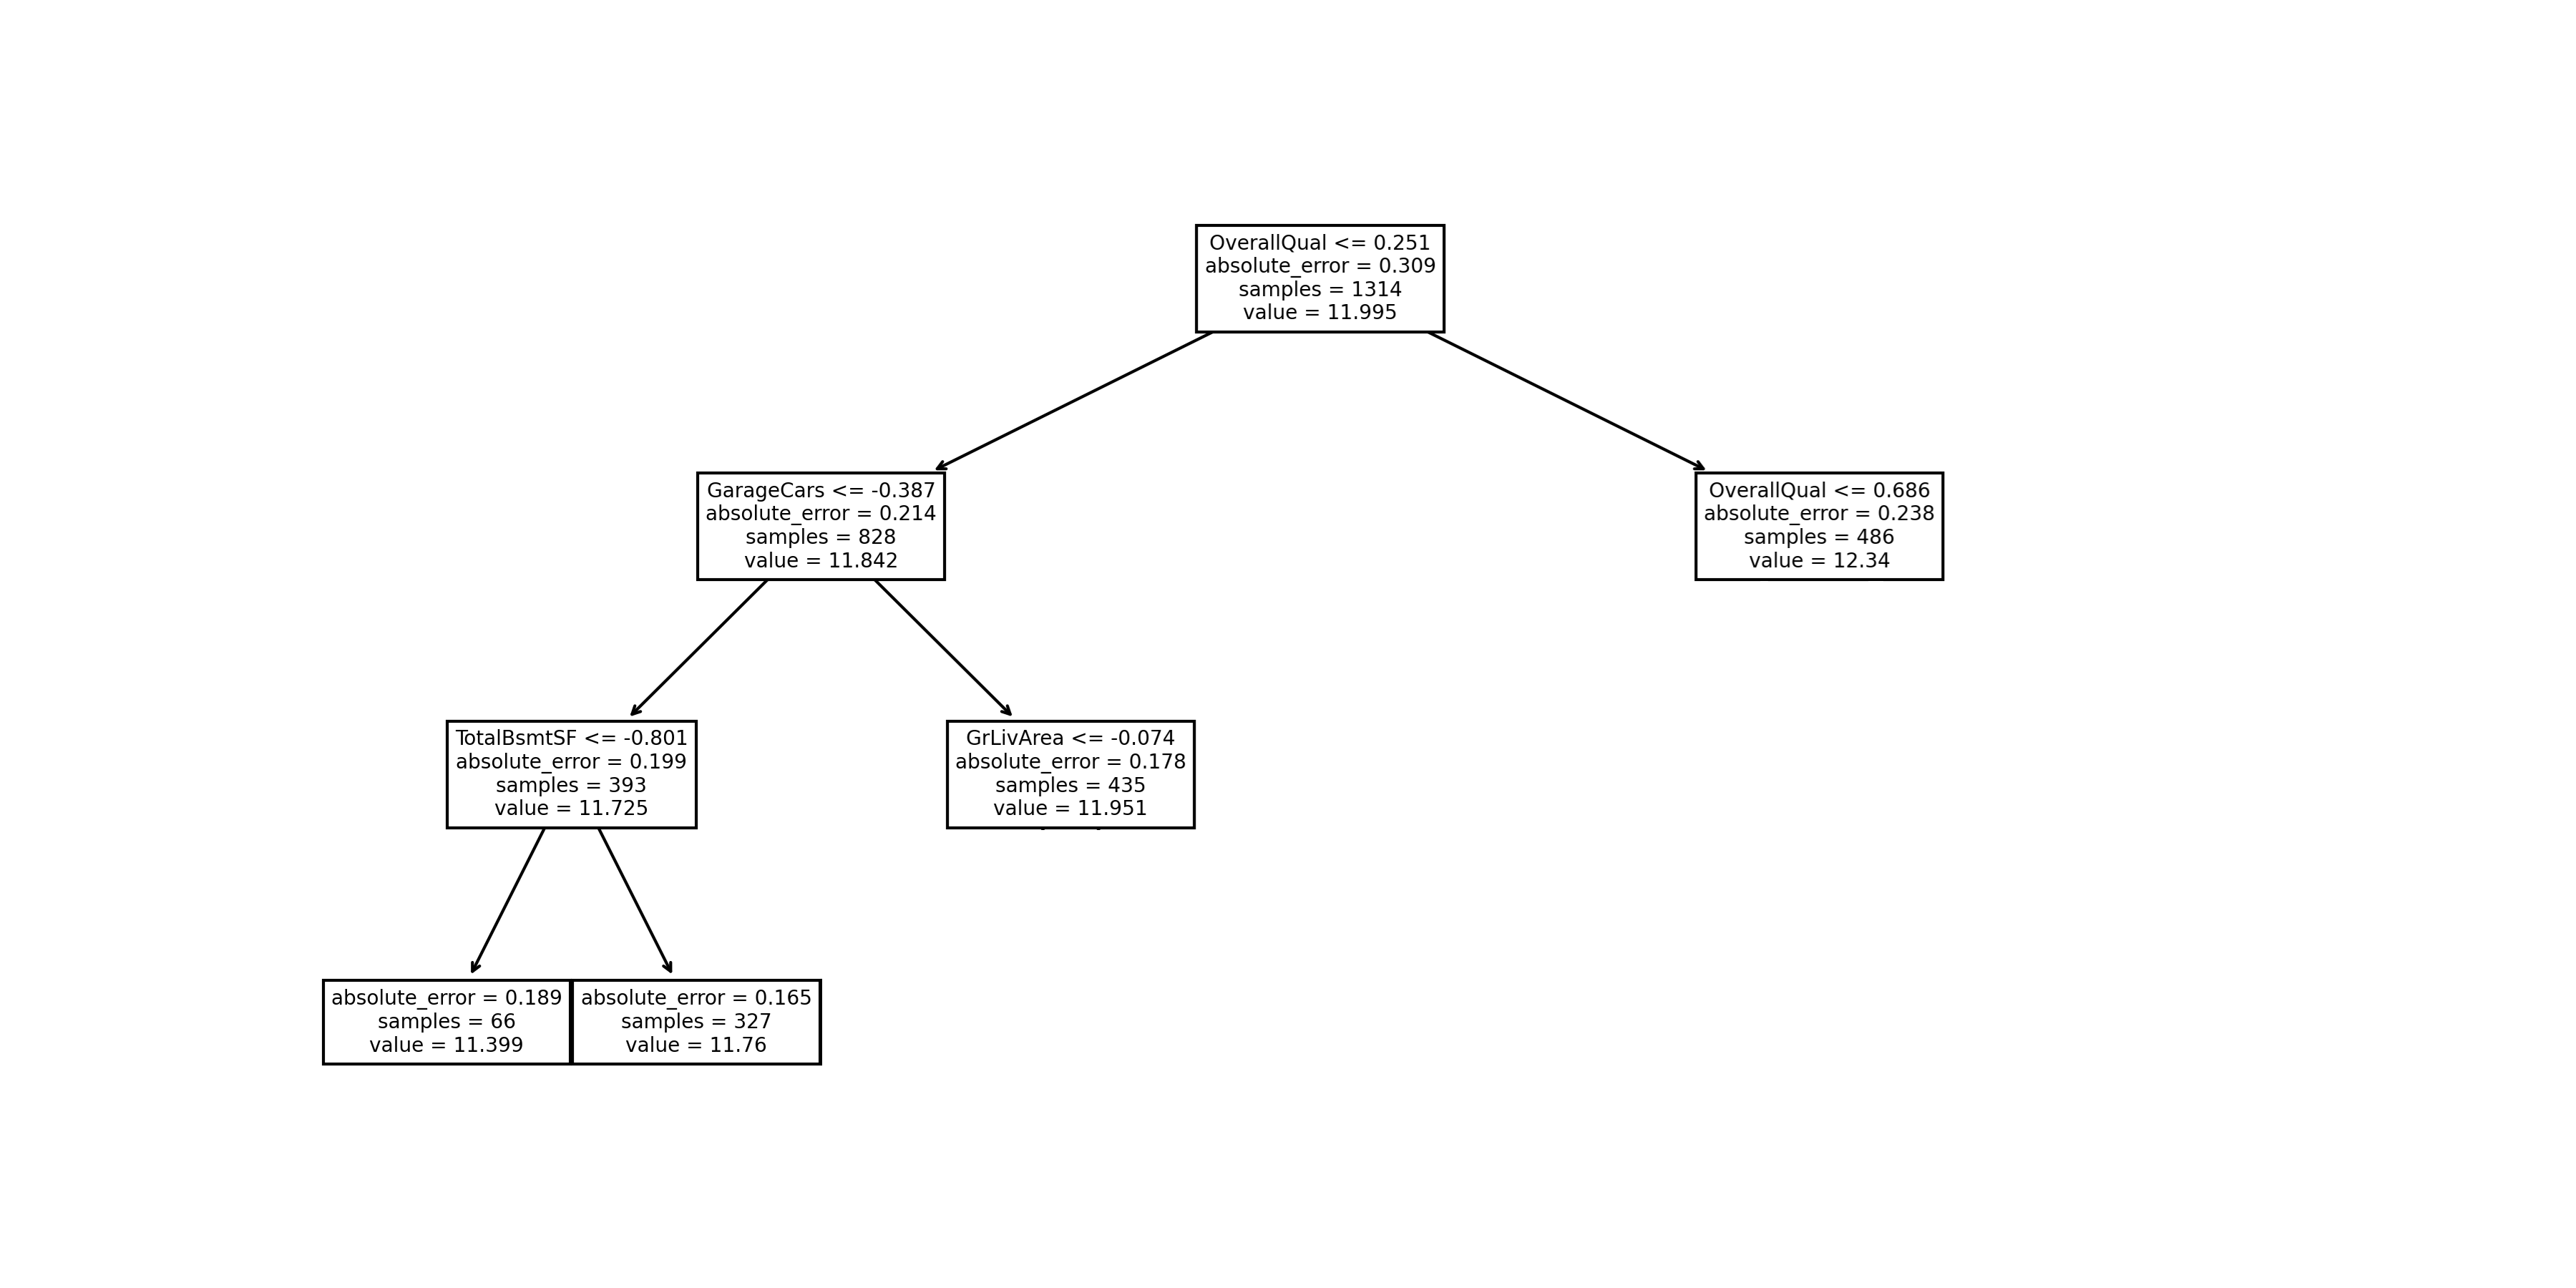 OverallQual <= 0.251
absolute_error = 0.309
samples = 1314
value = 11.995
GarageCars <= -0.387
absolute_error = 0.214
samples = 828
value = 11.842
OverallQual <= 0.686
absolute_error = 0.238
samples = 486
value = 12.34
TotalBsmtSF <= -0.801
absolute_error = 0.199
samples = 393
value = 11.725
GrLivArea <= -0.074
absolute_error = 0.178
samples = 435
value = 11.951
absolute_error = 0.189
samples = 66
value = 11.399
absolute_error = 0.165
samples = 327
value = 11.76